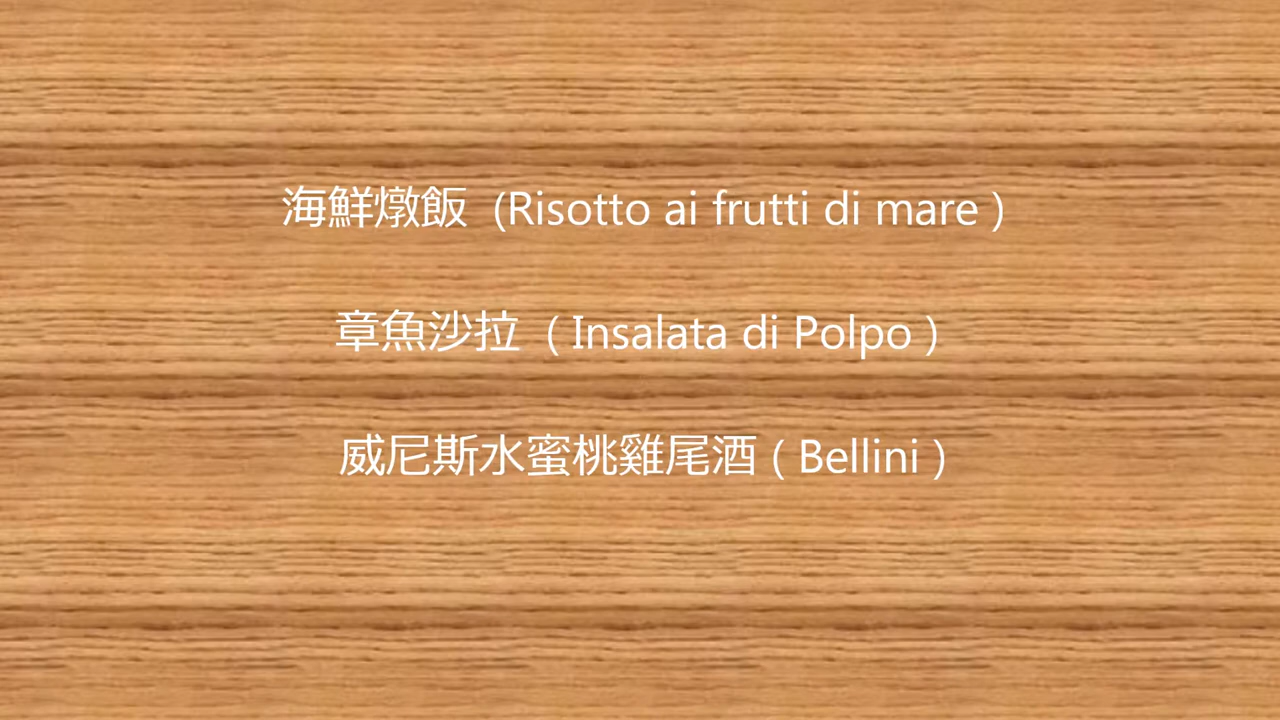 海鮮燉飯 (Risotto ai frutti di mare )
章魚沙拉 ( Insalata di Polpo )
威尼斯水蜜桃雞尾酒 ( Bellini )